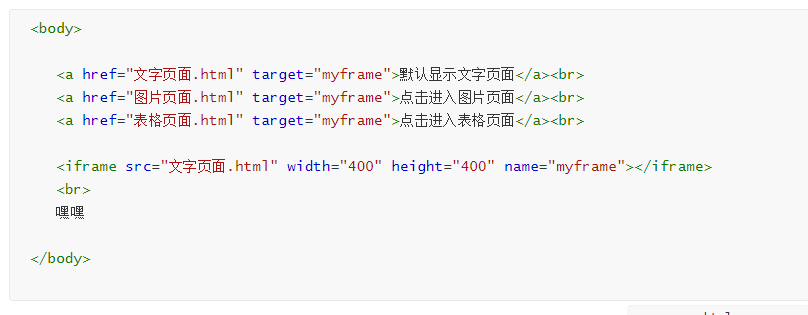 <body>
<a href="文字页面.html" target="myframe">默认显示文字页面</a><br>
<a href="图片页面.html" target="myframe">点击进入图片页面</a><br>
<a href="表格页面.html" target="myframe">点击进入表格页面</a><br>
<iframe src="文字页面.html" width="400" height="400" name="myframe"></iframe>
<br>
嘿嘿
</body>